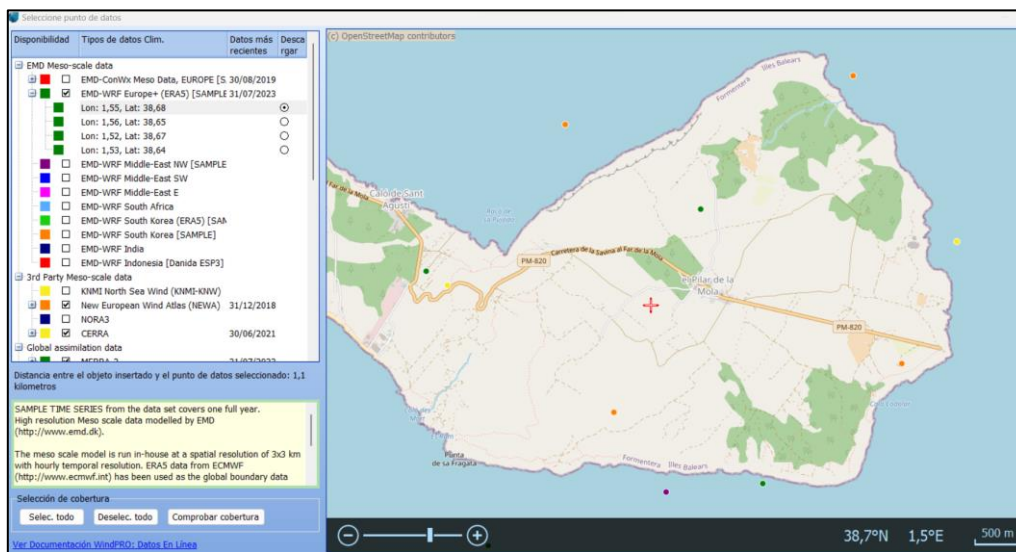 Seleccione punto de datos
Disponibilidad Tipos de datos Clim. Datos más recientes Desca rgar
EMD Meso-scale data
EMD-ConWx Meso Data, EUROPE [S 30/08/2019
EMD-WRF Europe+ (ERA5) [SAMPLE 31/07/2023
Lon: 1,55, Lat: 38,68
Lon: 1,56, Lat: 38,65
Lon: 1,52, Lat: 38,67
Lon: 1,53, Lat: 38,64
EMD-WRF Middle-East NW [SAMPLE
EMD-WRF Middle-East SW
EMD-WRF Middle-East E
EMD-WRF South Africa
EMD-WRF South Korea (ERA5) [SAM
EMD-WRF South Korea [SAMPLE]
EMD-WRF India
EMD-WRF Indonesia [Danida ESP3]
3rd Party Meso-scale data
KNMI North Sea Wind (KNMI-KNW)
New European Wind Atlas (NEWA) 31/12/2018
NORA3
CERRA 30/06/2021
Global assimilation data
MERRA-2 31/07/2023
Distancia entre el objeto insertado y el punto de datos seleccionado: 1,1
kilometros
SAMPLE TIME SERIES from the data set covers one full year.
High resolution Meso scale data modelled by EMD
(http://www.emd.dk).
The meso scale model is run in-house at a spatial resolution of 3x3 km
with hourly temporal resolution. ERA5 data from ECMWF
(http://www.ecmwf.int) has been used as the global boundary data
Selección de cobertura
Selec. todo Deselec. todo Comprobar cobertura
Ver Documentación WindPRO: Datos En Línea
(c) OpenStreetMap contributors
Formentera Illes Balears
Caló de Sant
Agustí
al Far de la Mola
PM-820
Carretera de la Savina al Far de la Mola
el Pilar de la
Mola
PM-820
Punta
de sa Fragata
Formentera Illes Balears
38,7°N 1,5°E 500 m